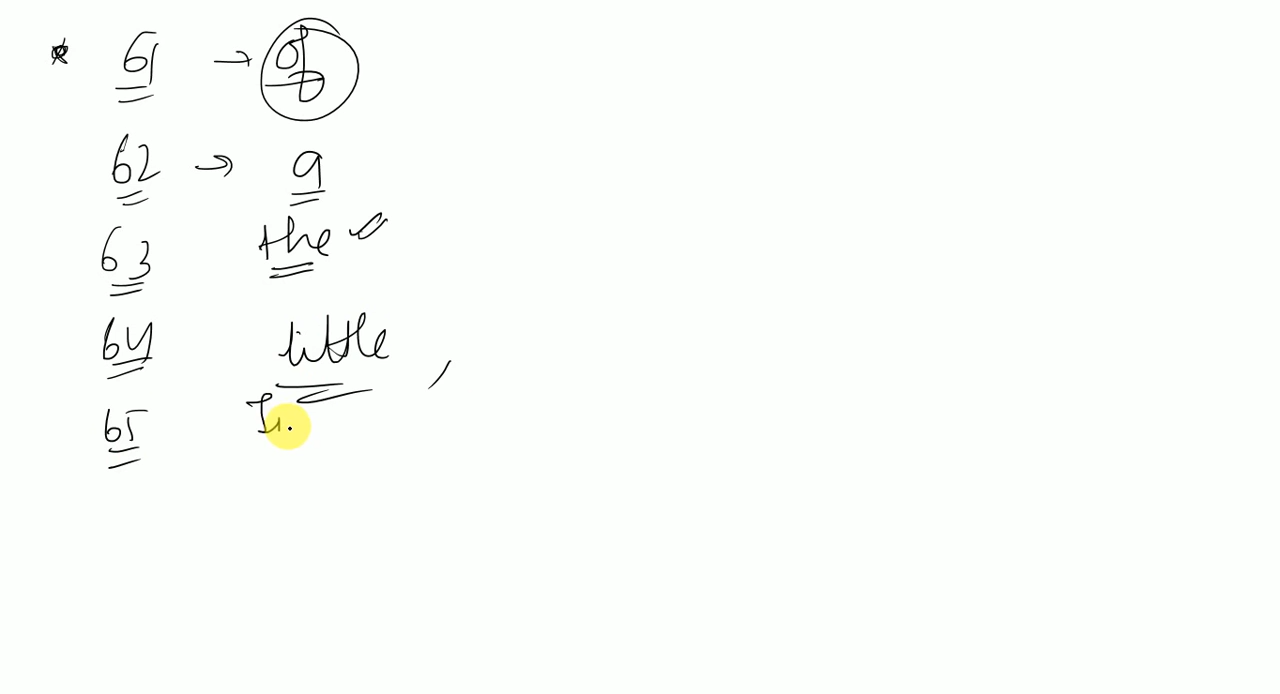 * 61 → of
62 → a
63 the
64 little ,
65